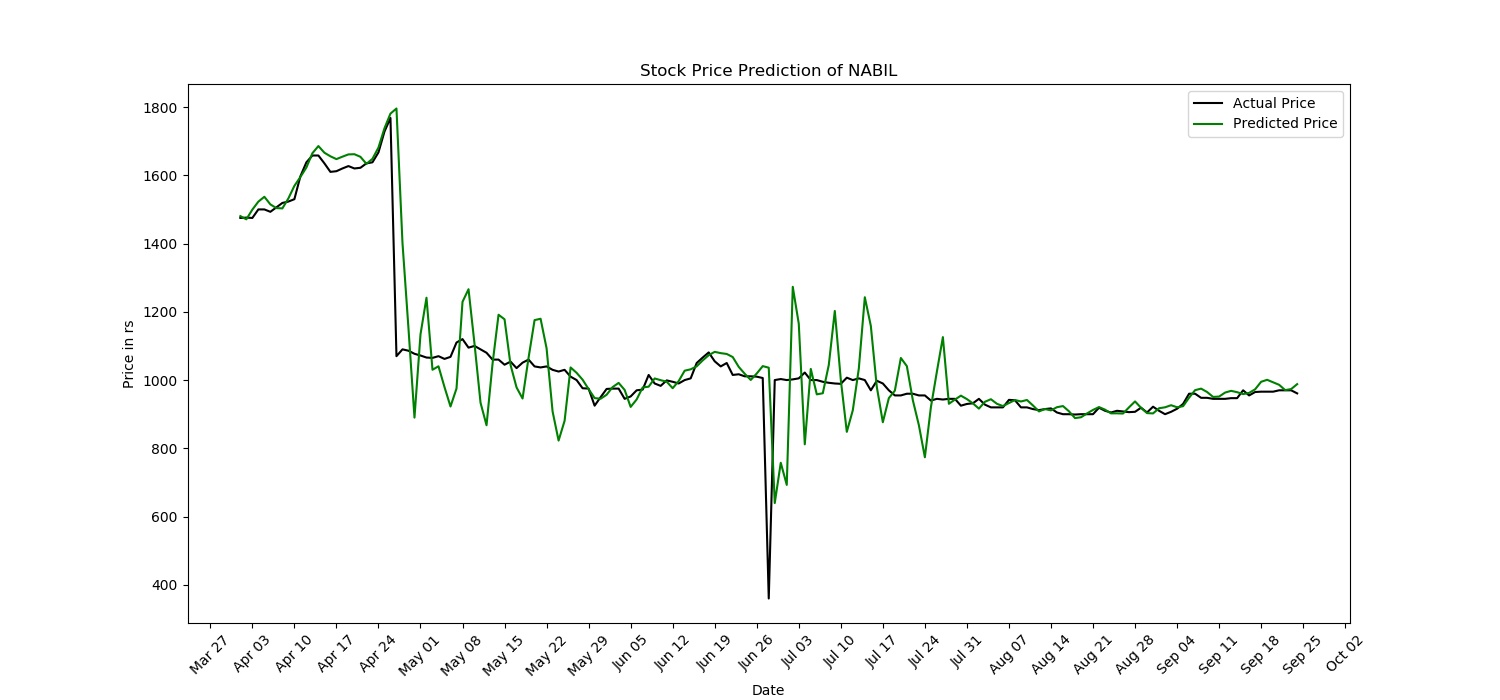 Stock Price Prediction of NABIL
Actual Price
Predicted Price
Price in rs
1800
1600
1400
1200
1000
800
600
400
Mar 27
Apr 03
Apr 10
Apr 17
Apr 24
May 01
May 08
May 15
May 22
May 29
Jun 05
Jun 12
Jun 19
Jun 26
Jul 03
Jul 10
Jul 17
Jul 24
Jul 31
Aug 07
Aug 14
Aug 21
Aug 28
Sep 04
Sep 11
Sep 18
Sep 25
Oct 02
Date